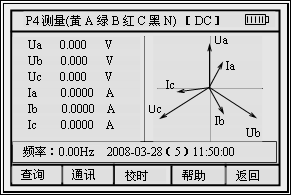 P4测量(黄A绿B红C黑N) [DC]
Ua 0.000 V
Ub 0.000 V
Uc 0.000 V
Ia 0.0000 A
Ib 0.0000 A
Ic 0.0000 A
Ua
Ia
Ic
Uc
Ib
Ub
频率:0.00Hz 2008-03-28(5)11:50:00
查询 通讯 校时 帮助 返回